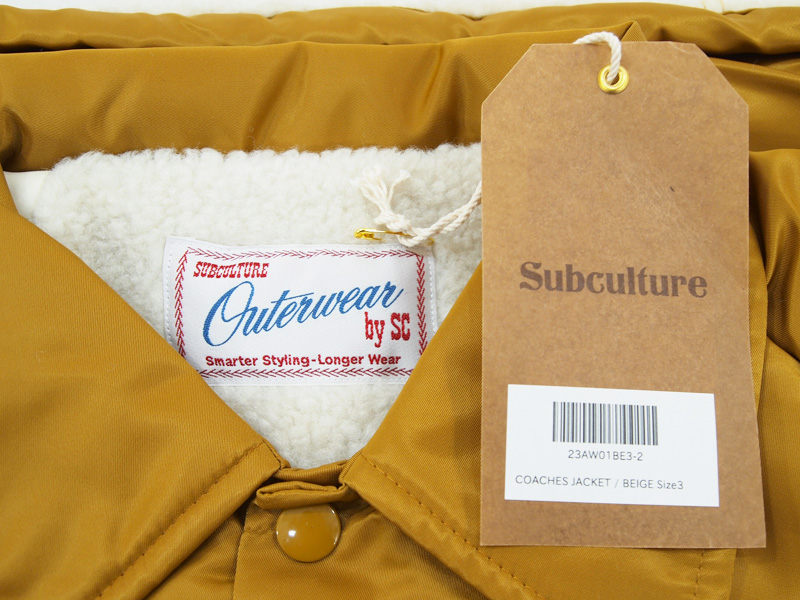 SUBCULTURE
Outerwear
by SC
Smarter Styling-Longer Wear
Subculture
23AW01BE3-2
COACHES JACKET / BEIGE Size3